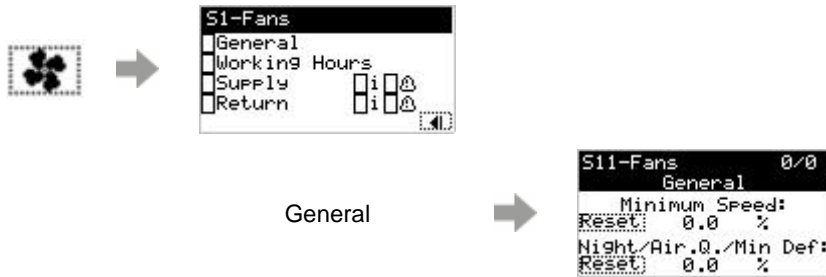 S1-Fans
General
Working Hours
Supply i
Return i
General
S11-Fans 0/0
General
Minimum Speed:
Reset 0.0 %
Night/Air.Q./Min Def:
Reset 0.0 %